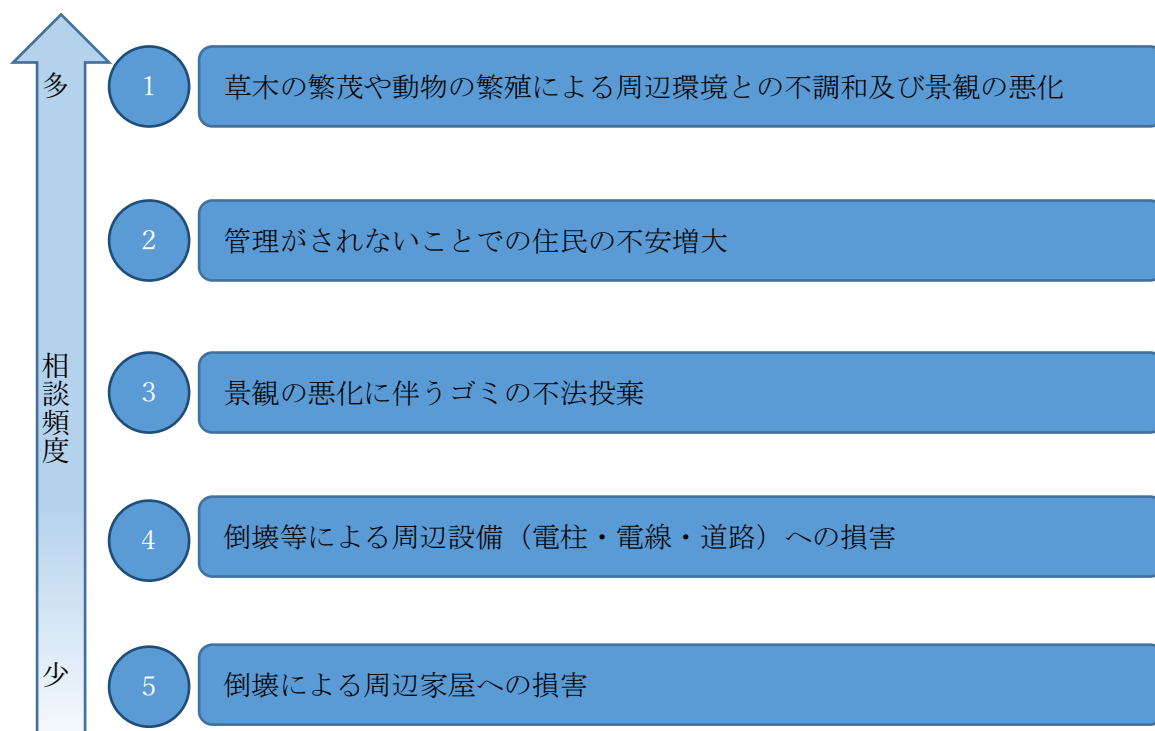 多
1
草木の繁茂や動物の繁殖による周辺環境との不調和及び景観の悪化
2
管理がされないことでの住民の不安増大
相談頻度
3
景観の悪化に伴うゴミの不法投棄
4
倒壊等による周辺設備（電柱・電線・道路）への損害
少
5
倒壊による周辺家屋への損害